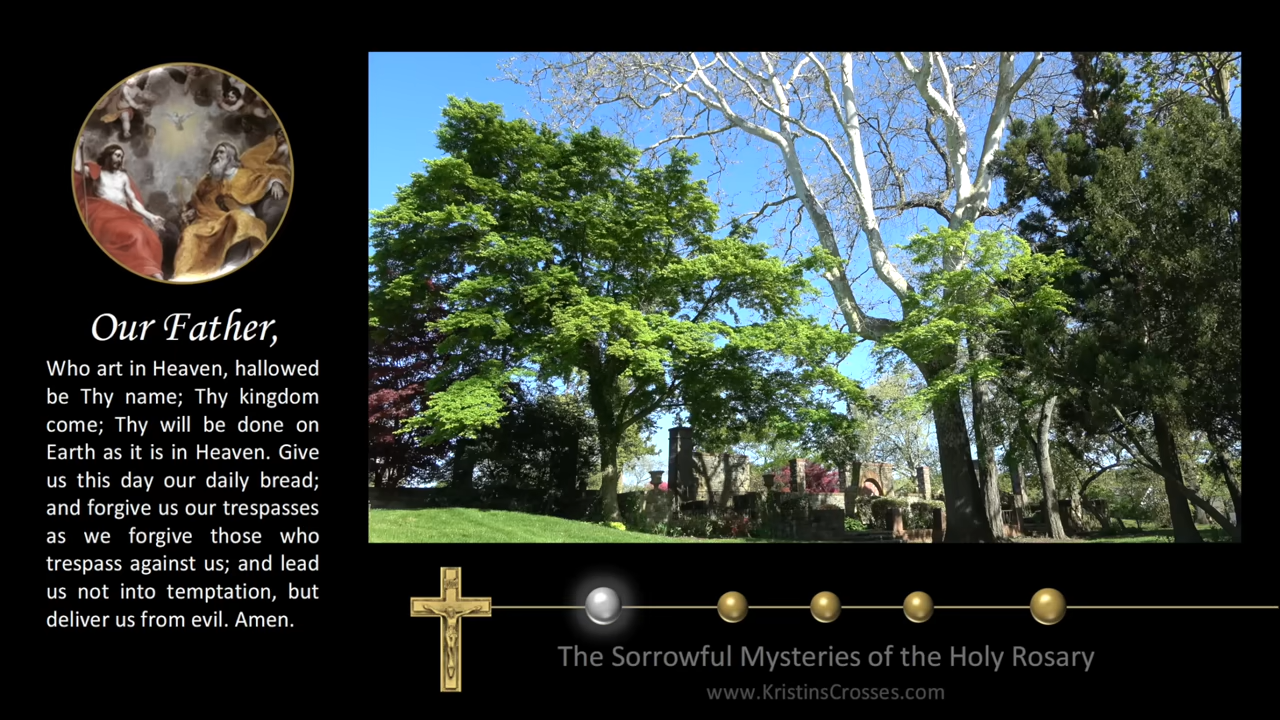 Our Father,
Who art in Heaven, hallowed
be Thy name; Thy kingdom
come; Thy will be done on
Earth as it is in Heaven. Give
us this day our daily bread;
and forgive us our trespasses
as we forgive those who
trespass against us; and lead
us not into temptation, but
deliver us from evil. Amen.
The Sorrowful Mysteries of the Holy Rosary
www.KristinsCrosses.com